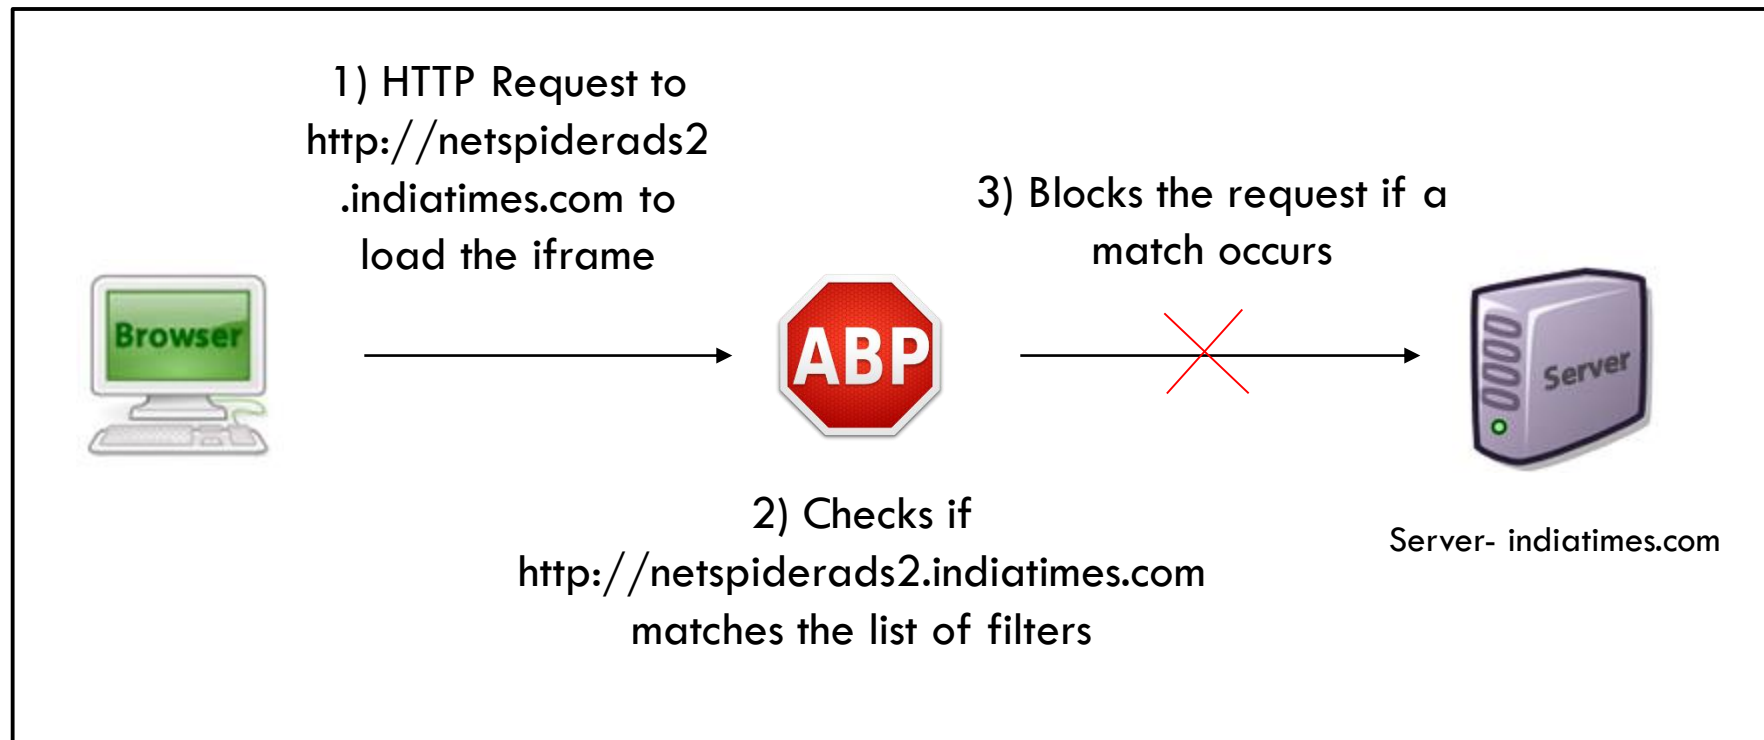 1) HTTP Request to
http://netspiderads2
.indiatimes.com to
load the iframe
3) Blocks the request if a
match occurs
Browser
ABP
Server
2) Checks if
http://netspiderads2.indiatimes.com
matches the list of filters
Server- indiatimes.com